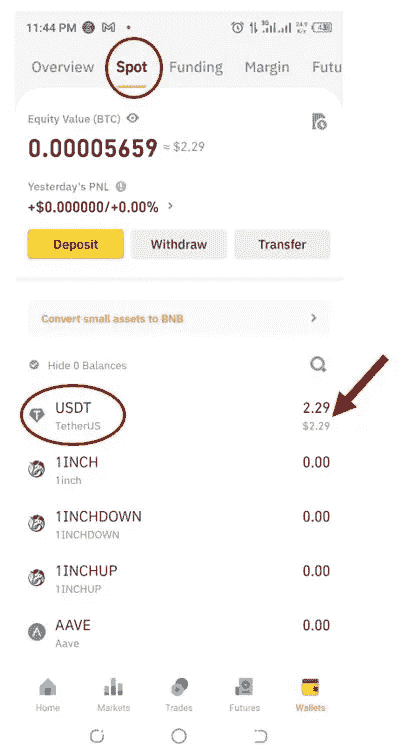 11:44 PM
Overview Spot Funding Margin Futu
Equity Value (BTC)
0.00005659 ≈ $2.29
Yesterday's PNL
+$0.000000/+0.00% >
Deposit Withdraw Transfer
Convert small assets to BNB >
Hide 0 Balances
USDT 2.29
TetherUS $2.29
1INCH 0.00
1inch
1INCHDOWN 0.00
1INCHDOWN
1INCHUP 0.00
1INCHUP
AAVE 0.00
Aave
Home Markets Trades Futures Wallets